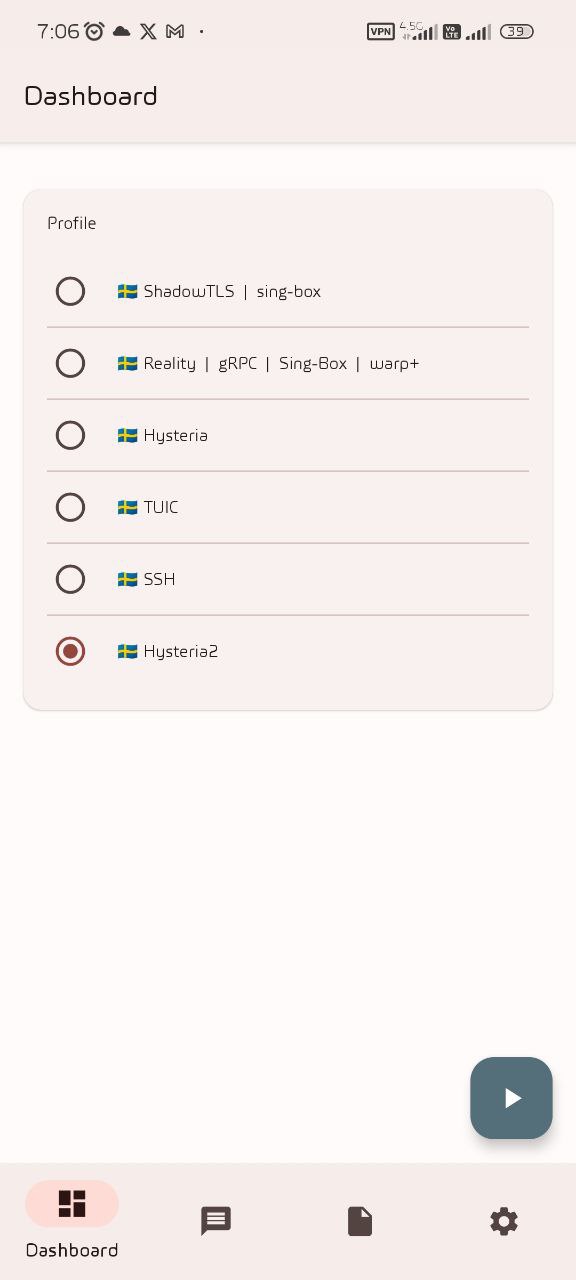 7:06 VPN 4.5G Vo LTE 39
Dashboard
Profile
🇸🇪 ShadowTLS | sing-box
🇸🇪 Reality | gRPC | Sing-Box | warp+
🇸🇪 Hysteria
🇸🇪 TUIC
🇸🇪 SSH
🇸🇪 Hysteria2
Dashboard